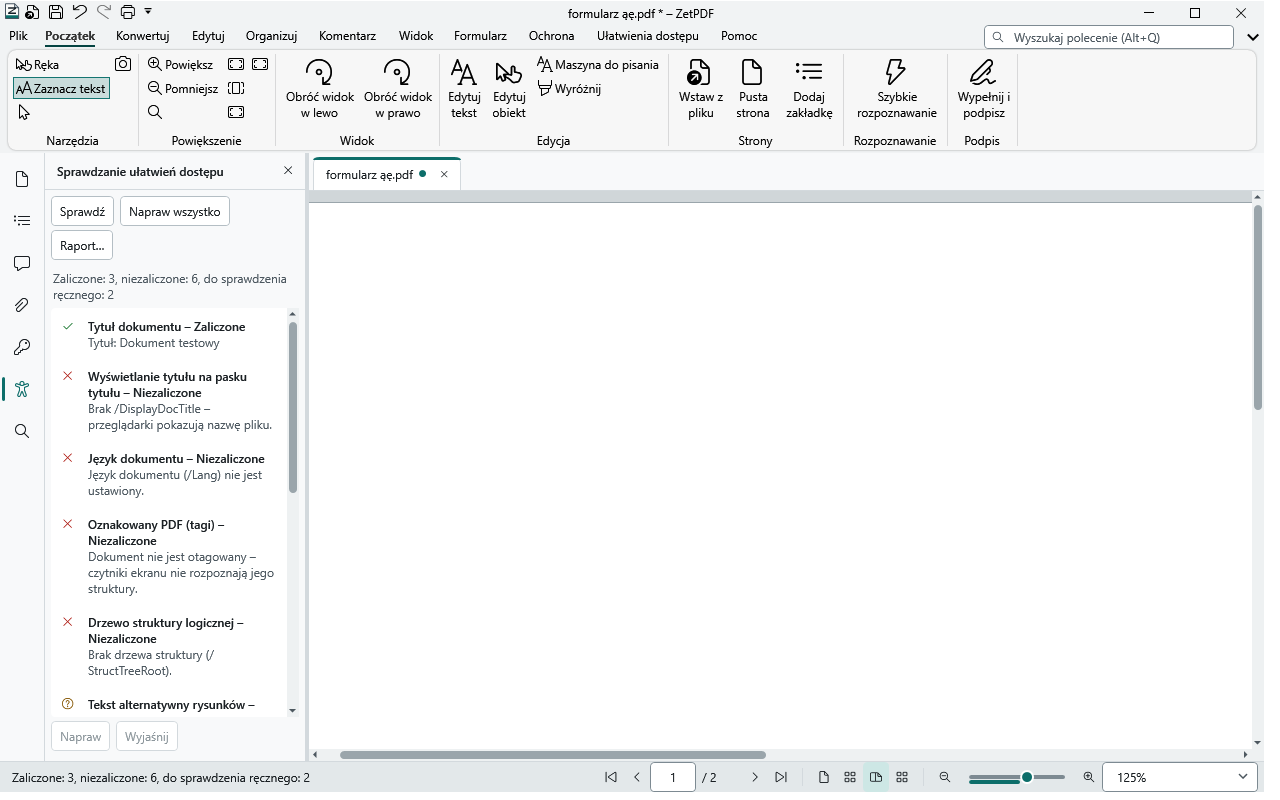 formularz ąę.pdf * – ZetPDF
Plik Początek Konwertuj Edytuj Organizuj Komentarz Widok Formularz Ochrona Ułatwienia dostępu Pomoc
Wyszukaj polecenie (Alt+Q)
Ręka
Zaznacz tekst
Narzędzia
Powiększ
Pomniejsz
Powiększenie
Obróć widok
w lewo
Obróć widok
w prawo
Widok
Edytuj
tekst
Edytuj
obiekt
Maszyna do pisania
Wyróżnij
Edycja
Wstaw z
pliku
Pusta
strona
Dodaj
zakładkę
Strony
Szybkie
rozpoznawanie
Rozpoznawanie
Wypełnij i
podpisz
Podpis
Sprawdzanie ułatwień dostępu
Sprawdź
Napraw wszystko
Raport...
Zaliczone: 3, niezaliczone: 6, do sprawdzenia
ręcznego: 2
Tytuł dokumentu – Zaliczone
Tytuł: Dokument testowy
Wyświetlanie tytułu na pasku
tytułu – Niezaliczone
Brak /DisplayDocTitle –
przeglądarki pokazują nazwę pliku.
Język dokumentu – Niezaliczone
Język dokumentu (/Lang) nie jest
ustawiony.
Oznakowany PDF (tagi) –
Niezaliczone
Dokument nie jest otagowany –
czytniki ekranu nie rozpoznają jego
struktury.
Drzewo struktury logicznej –
Niezaliczone
Brak drzewa struktury (/
StructTreeRoot).
Tekst alternatywny rysunków –
Napraw
Wyjaśnij
formularz ąę.pdf
Zaliczone: 3, niezaliczone: 6, do sprawdzenia ręcznego: 2
1 / 2
125%